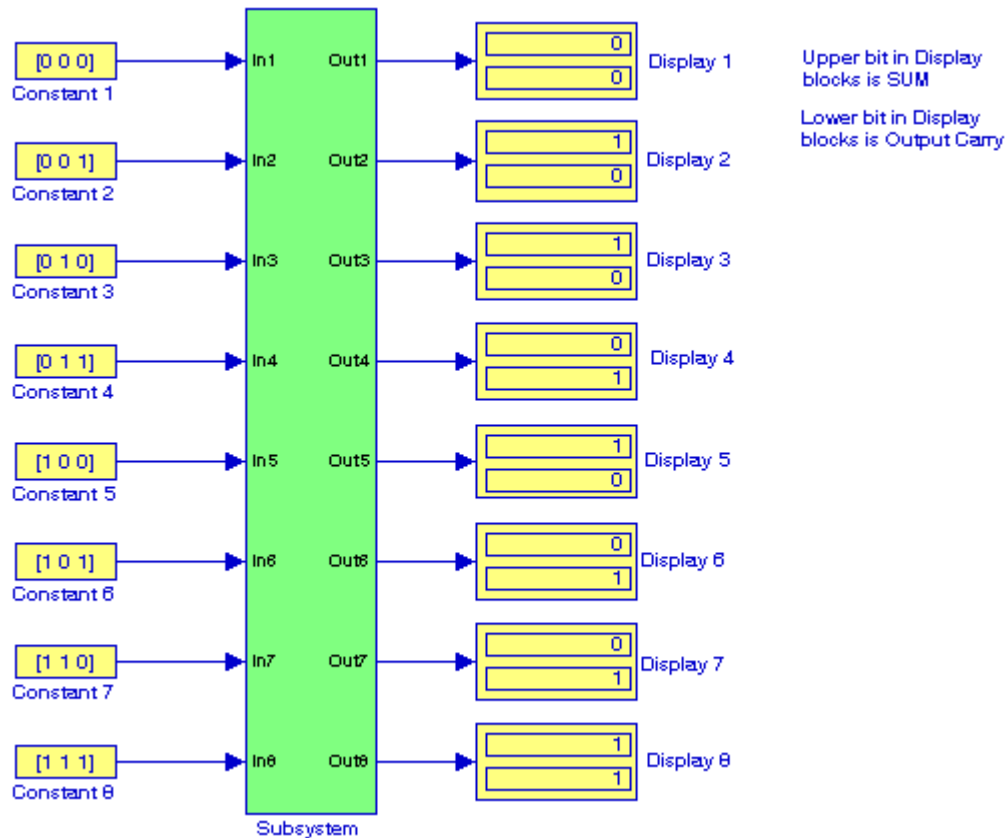 [0 0 0]
Constant 1
In1
Out1
0
0
Display 1
Upper bit in Display
blocks is SUM
Lower bit in Display
blocks is Output Carry
[0 0 1]
Constant 2
In2
Out2
1
0
Display 2
[0 1 0]
Constant 3
In3
Out3
1
0
Display 3
[0 1 1]
Constant 4
In4
Out4
0
1
Display 4
[1 0 0]
Constant 5
In5
Out5
1
0
Display 5
[1 0 1]
Constant 6
In6
Out6
0
1
Display 6
[1 1 0]
Constant 7
In7
Out7
0
1
Display 7
[1 1 1]
Constant 8
In8
Out8
1
1
Display 8
Subsystem